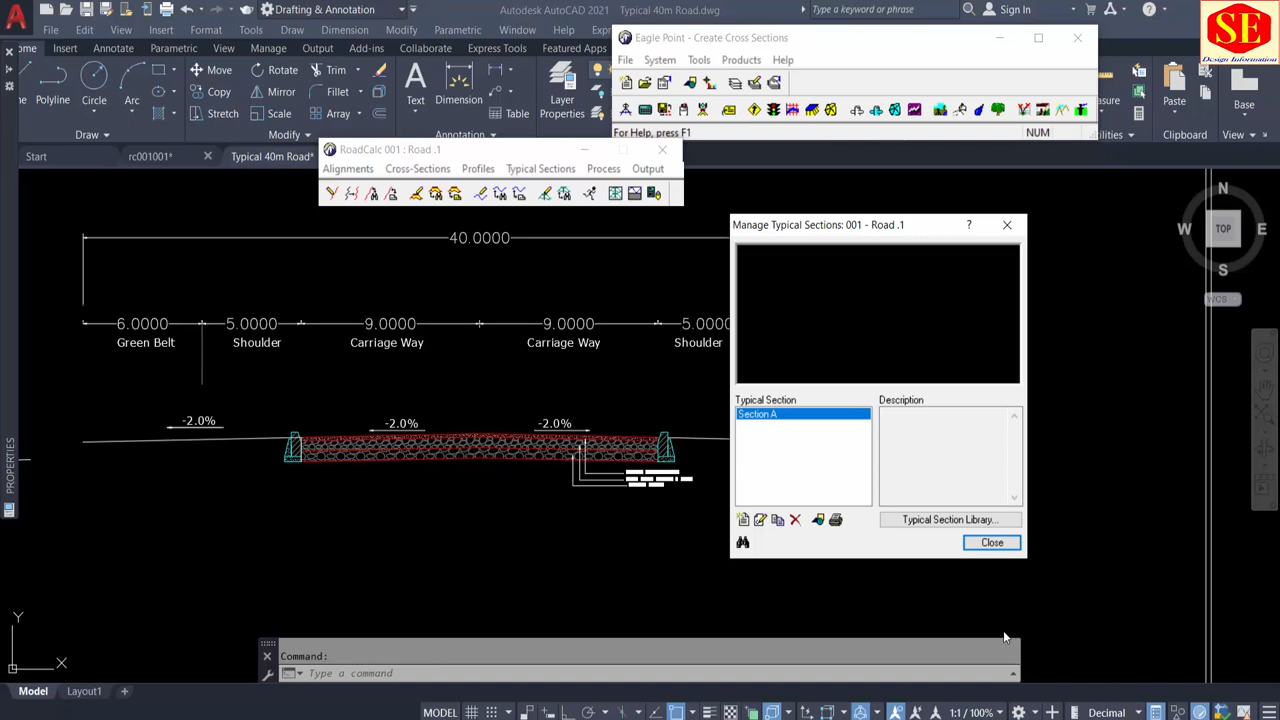 Drafting & Annotation
Autodesk AutoCAD 2021
Typical 40m Road.dwg
Type a keyword or phrase
Sign In
SE
Design Information
File
Edit
View
Insert
Format
Tools
Draw
Dimension
Modify
Parametric
Window
Help
ome
Insert
Annotate
Parametric
View
Manage
Output
Add-ins
Collaborate
Express Tools
Featured Apps
Polyline
Circle
Arc
Move
Rotate
Trim
Copy
Mirror
Fillet
Stretch
Scale
Array
Text
Dimension
Table
Layer
Properties
Paste
Base
Draw
Modify
Annotation
Clipboard
View
Eagle Point - Create Cross Sections
File
System
Tools
Products
Help
For Help, press F1
NUM
Start
rc001001*
Typical 40m Road*
RoadCalc 001 : Road .1
Alignments
Cross-Sections
Profiles
Typical Sections
Process
Output
Manage Typical Sections: 001 - Road .1
?
N
W
TOP
E
S
WCS
40.0000
6.0000
5.0000
9.0000
9.0000
5.0000
Green Belt
Shoulder
Carriage Way
Carriage Way
Shoulder
-2.0%
-2.0%
-2.0%
Typical Section
Description
Section A
Typical Section Library...
Close
PROPERTIES
Y
X
Command:
Type a command
Model
Layout1
+
MODEL
1:1 / 100%
Decimal